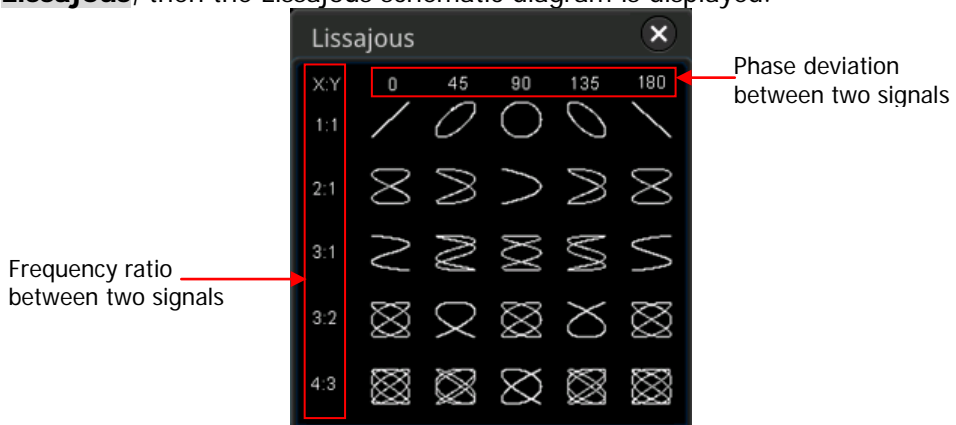 Lissajous, then the Lissajous schematic diagram is displayed.
Lissajous
X:Y 0 45 90 135 180
Phase deviation
between two signals
1:1
2:1
3:1
Frequency ratio
between two signals
3:2
4:3